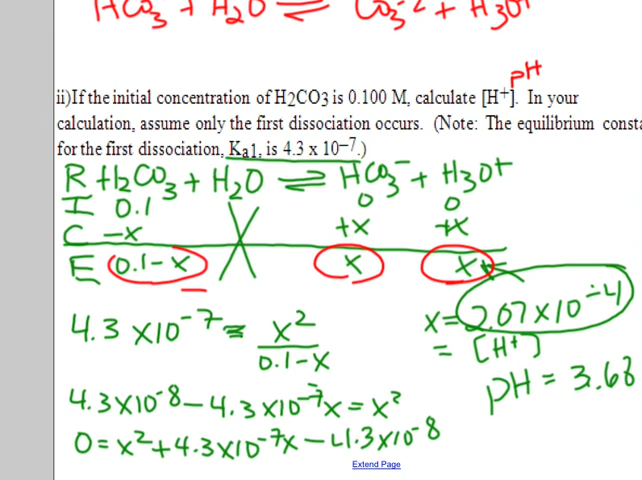 HCO3 + H2O ⇌ CO3-2 + H3O+
pH
ii)If the initial concentration of H2CO3 is 0.100 M, calculate [H+]. In your
calculation, assume only the first dissociation occurs. (Note: The equilibrium consta
for the first dissociation, Ka1, is 4.3 x 10–7.)
R H2CO3 + H2O ⇌ HCO3- + H3O+
I 0.1 0 0
C -x +x +x
E 0.1-x x x
4.3 x10-7 = x2 / 0.1-x
x= 2.07x10-4
= [H+]
pH = 3.68
4.3x10-8 - 4.3x10-7x = x2
0 = x2 + 4.3x10-7x - 4.3x10-8
Extend Page